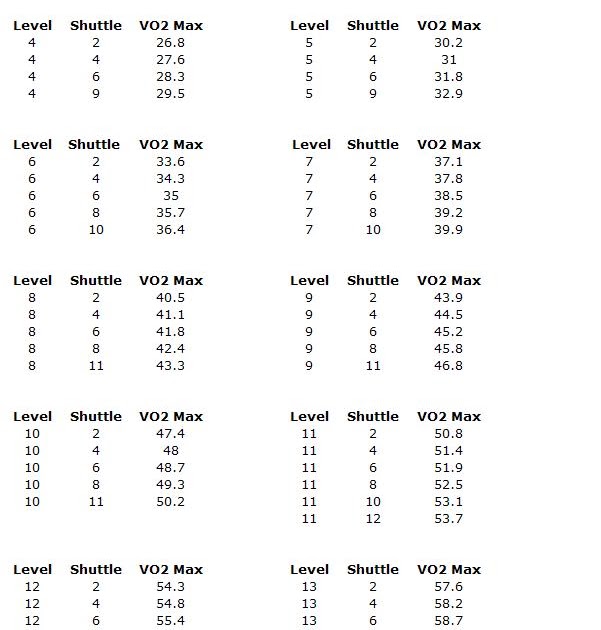 Level Shuttle VO2 Max
4 2 26.8
4 4 27.6
4 6 28.3
4 9 29.5
Level Shuttle VO2 Max
5 2 30.2
5 4 31
5 6 31.8
5 9 32.9
Level Shuttle VO2 Max
6 2 33.6
6 4 34.3
6 6 35
6 8 35.7
6 10 36.4
Level Shuttle VO2 Max
7 2 37.1
7 4 37.8
7 6 38.5
7 8 39.2
7 10 39.9
Level Shuttle VO2 Max
8 2 40.5
8 4 41.1
8 6 41.8
8 8 42.4
8 11 43.3
Level Shuttle VO2 Max
9 2 43.9
9 4 44.5
9 6 45.2
9 8 45.8
9 11 46.8
Level Shuttle VO2 Max
10 2 47.4
10 4 48
10 6 48.7
10 8 49.3
10 11 50.2
Level Shuttle VO2 Max
11 2 50.8
11 4 51.4
11 6 51.9
11 8 52.5
11 10 53.1
11 12 53.7
Level Shuttle VO2 Max
12 2 54.3
12 4 54.8
12 6 55.4
Level Shuttle VO2 Max
13 2 57.6
13 4 58.2
13 6 58.7